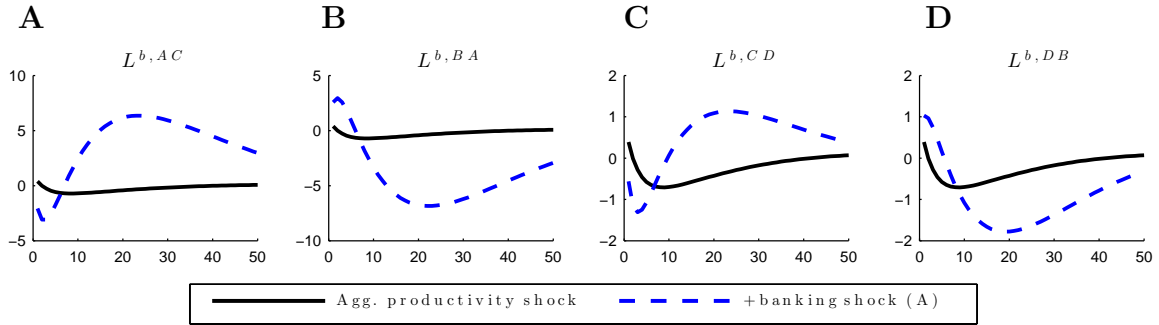 A B C D
L^{b,AC} L^{b,BA} L^{b,CD} L^{b,DB}
10 5 2 2
5 0 1 1
0 −5 0 0
−5 −10 −1 −1
−2 −2
0 10 20 30 40 50 0 10 20 30 40 50 0 10 20 30 40 50 0 10 20 30 40 50
Agg. productivity shock +banking shock (A)